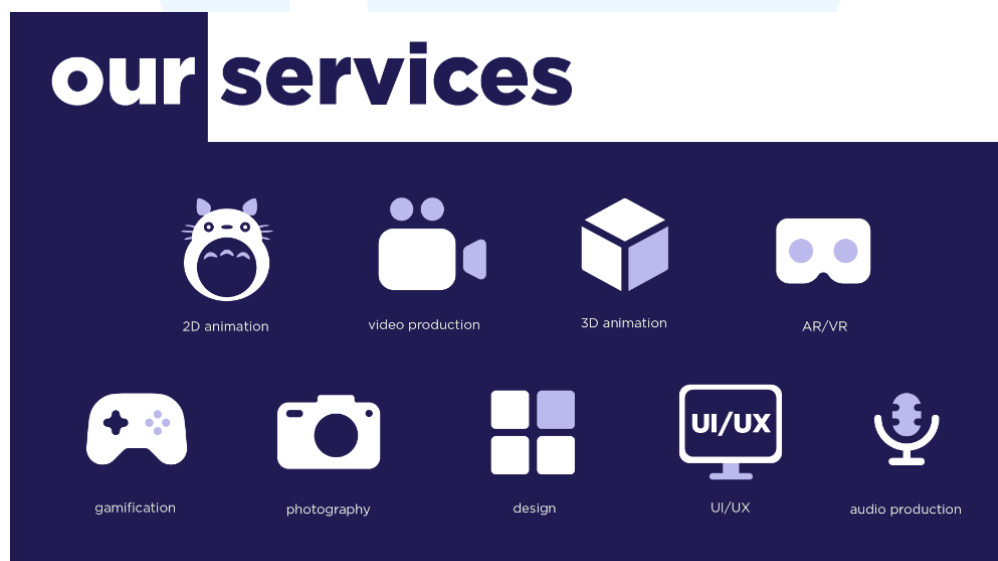 our services
2D animation
video production
3D animation
AR/VR
UI/UX
gamification
photography
design
UI/UX
audio production